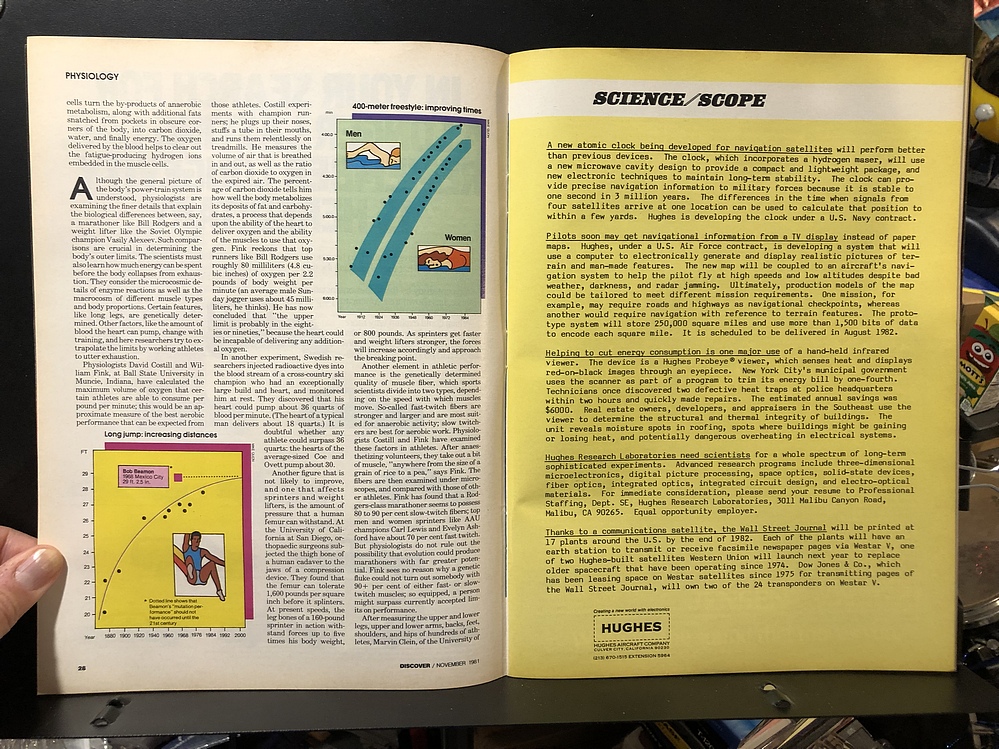 PHYSIOLOGY
cells turn the by-products of anaerobic
metabolism, along with additional fats
snatched from pockets in obscure cor-
ners of the body, into carbon dioxide,
water, and finally energy. The oxygen
delivered by the blood helps to clear out
the fatigue-producing hydrogen ions
embedded in the muscle cells.
Although the general picture of
the body's power-train system is
understood, physiologists are
examining the finer details that explain
the biological differences between, say,
a marathoner like Bill Rodgers and a
weight lifter like the Soviet Olympic
champion Vasily Alexeev. Such compar-
isons are crucial in determining the
body's outer limits. The scientists must
also learn how much energy can be spent
before the body collapses from exhaus-
tion. They consider the microcosmic de-
tails of enzyme reactions as well as the
macrocosm of different muscle types
and body proportions. Certain features,
like long legs, are genetically deter-
mined. Other factors, like the amount of
blood the heart can pump, change with
training, and here researchers try to ex-
trapolate the limits by working athletes
to utter exhaustion.
Physiologists David Costill and Wil-
liam Fink, at Ball State University in
Muncie, Indiana, have calculated the
maximum volume of oxygen that cer-
tain athletes are able to consume per
pound per minute; this would be an ap-
proximate measure of the best aerobic
performance that can be expected from
Long jump: increasing distances
FT
29
28
27
26
25
24
23
22
21
20
Bob Beamon
1968 Mexico City
29 ft. 2.5 in.
• Dotted line shows that
Beamon's "mutation per-
formance" should not
have occurred until the
21st century
Year 1880 1900 1920 1940 1960 1968 1976 1984 1992 2000
those athletes. Costill experi-
ments with champion run-
ners; he plugs up their noses,
stuffs a tube in their mouths,
and runs them relentlessly on
treadmills. He measures the
volume of air that is breathed
in and out, as well as the ratio
of carbon dioxide to oxygen in
the expired air. The percent-
age of carbon dioxide tells him
how well the body metabolizes
its deposits of fat and carbohy-
drates, a process that depends
upon the ability of the heart to
deliver oxygen and the ability
of the muscles to use that oxy-
gen. Fink reckons that top
runners like Bill Rodgers use
roughly 80 milliliters (4.8 cu-
bic inches) of oxygen per 2.2
pounds of body weight per
minute (an average male Sun-
day jogger uses about 45 milli-
liters, he thinks). He has now
concluded that "the upper
limit is probably in the eight-
ies or nineties," because the heart could
be incapable of delivering any addition-
al oxygen.
In another experiment, Swedish re-
searchers injected radioactive dyes into
the blood stream of a cross-country ski
champion who had an exceptionally
large build and heart, and monitored
him at rest. They discovered that his
heart could pump about 36 quarts of
blood per minute. (The heart of a typical
man delivers about 18 quarts.) It is
doubtful whether any
athlete could surpass 36
quarts: the hearts of the
average-sized Coe and
Ovett pump about 30.
Another figure that is
not likely to improve,
and one that affects
sprinters and weight
lifters, is the amount of
pressure that a human
femur can withstand. At
the University of Cali-
fornia at San Diego, or-
thopaedic surgeons sub-
jected the thigh bone of
a human cadaver to the
jaws of a compression
device. They found that
the femur can tolerate
1,600 pounds per square
inch before it splinters.
At present speeds, the
leg bones of a 160-pound
sprinter in action with-
stand forces up to five
times his body weight,
400-meter freestyle: improving times
min
4:00.0
4:30.0
5:00.0
5:30.0
6:00.0
Men
Women
Year 1912 1924 1936 1948 1960 1972 1984
or 800 pounds. As sprinters get faster
and weight lifters stronger, the forces
will increase accordingly and approach
the breaking point.
Another element in athletic perfor-
mance is the genetically determined
quality of muscle fiber, which sports
scientists divide into two types, depend-
ing on the speed with which muscles
move. So-called fast-twitch fibers are
stronger and larger and are most suit-
ed for anaerobic activity; slow twitch-
ers are best for aerobic work. Physiolo-
gists Costill and Fink have examined
these factors in athletes. After anaes-
thetizing volunteers, they take out a bit
of muscle, "anywhere from the size of a
grain of rice to a pea," says Fink. The
fibers are then examined under micro-
scopes, and compared with those of oth-
er athletes. Fink has found that a Rod-
gers-class marathoner seems to possess
80 to 90 per cent slow-twitch fibers; top
men and women sprinters like AAU
champions Carl Lewis and Evelyn Ash-
ford have about 70 per cent fast twitch.
But physiologists do not rule out the
possibility that evolution could produce
marathoners with far greater poten-
tial. Fink sees no reason why a genetic
fluke could not turn out somebody with
90+ per cent of either fast- or slow-
twitch muscles; so equipped, a person
might surpass currently accepted lim-
its on performance.
After measuring the upper and lower
legs, upper and lower arms, backs, feet,
shoulders, and hips of hundreds of ath-
letes, Marvin Clein, of the University of
28
DISCOVER / NOVEMBER 1981
SCIENCE/SCOPE
A new atomic clock being developed for navigation satellites will perform better
than previous devices. The clock, which incorporates a hydrogen maser, will use
a new microwave cavity design to provide a compact and lightweight package, and
new electronic techniques to maintain long-term stability. The clock can pro-
vide precise navigation information to military forces because it is stable to
one second in 3 million years. The differences in the time when signals from
four satellites arrive at one location can be used to calculate that position to
within a few yards. Hughes is developing the clock under a U.S. Navy contract.
Pilots soon may get navigational information from a TV display instead of paper
maps. Hughes, under a U.S. Air Force contract, is developing a system that will
use a computer to electronically generate and display realistic pictures of ter-
rain and man-made features. The new map will be coupled to an aircraft's navi-
gation system to help the pilot fly at high speeds and low altitudes despite bad
weather, darkness, and radar jamming. Ultimately, production models of the map
could be tailored to meet different mission requirements. One mission, for
example, may require roads and highways as navigational checkpoints, whereas
another would require navigation with reference to terrain features. The proto-
type system will store 250,000 square miles and use more than 1,500 bits of data
to encode each square mile. It is scheduled to be delivered in August 1982.
Helping to cut energy consumption is one major use of a hand-held infrared
viewer. The device is a Hughes Probeye® viewer, which senses heat and displays
red-on-black images through an eyepiece. New York City's municipal government
uses the scanner as part of a program to trim its energy bill by one-fourth.
Technicians once discovered two defective heat traps at police headquarters
within two hours and quickly made repairs. The estimated annual savings was
$6000. Real estate owners, developers, and appraisers in the Southeast use the
viewer to determine the structural and thermal integrity of buildings. The
unit reveals moisture spots in roofing, spots where buildings might be gaining
or losing heat, and potentially dangerous overheating in electrical systems.
Hughes Research Laboratories need scientists for a whole spectrum of long-term
sophisticated experiments. Advanced research programs include three-dimensional
microelectronics, digital picture processing, space optics, solid-state devices,
fiber optics, integrated optics, integrated circuit design, and electro-optical
materials. For immediate consideration, please send your resume to Professional
Staffing, Dept. SE, Hughes Research Laboratories, 3011 Malibu Canyon Road,
Malibu, CA 90265. Equal opportunity employer.
Thanks to a communications satellite, the Wall Street Journal will be printed at
17 plants around the U.S. by the end of 1982. Each of the plants will have an
earth station to transmit or receive facsimile newspaper pages via Westar V, one
of two Hughes-built satellites Western Union will launch next year to replace
older spacecraft that have been operating since 1974. Dow Jones & Co., which
has been leasing space on Westar satellites since 1975 for transmitting pages of
the Wall Street Journal, will own two of the 24 transponders on Westar V.
Creating a new world with electronics
HUGHES
HUGHES AIRCRAFT COMPANY
CULVER CITY, CALIFORNIA 90230
(213) 670-1515 EXTENSION 5964